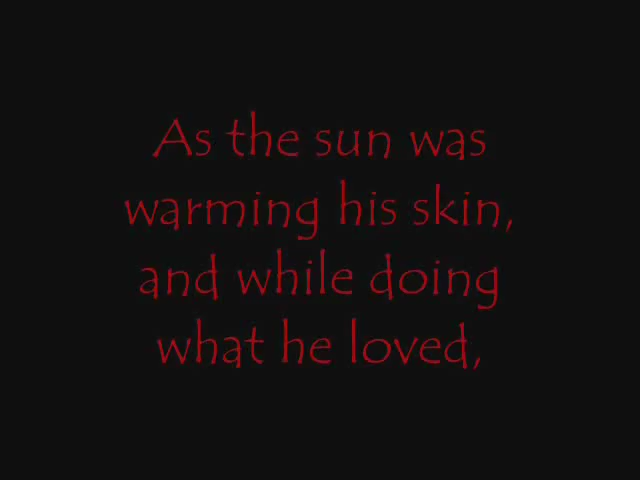 As the sun was
warming his skin,
and while doing
what he loved,